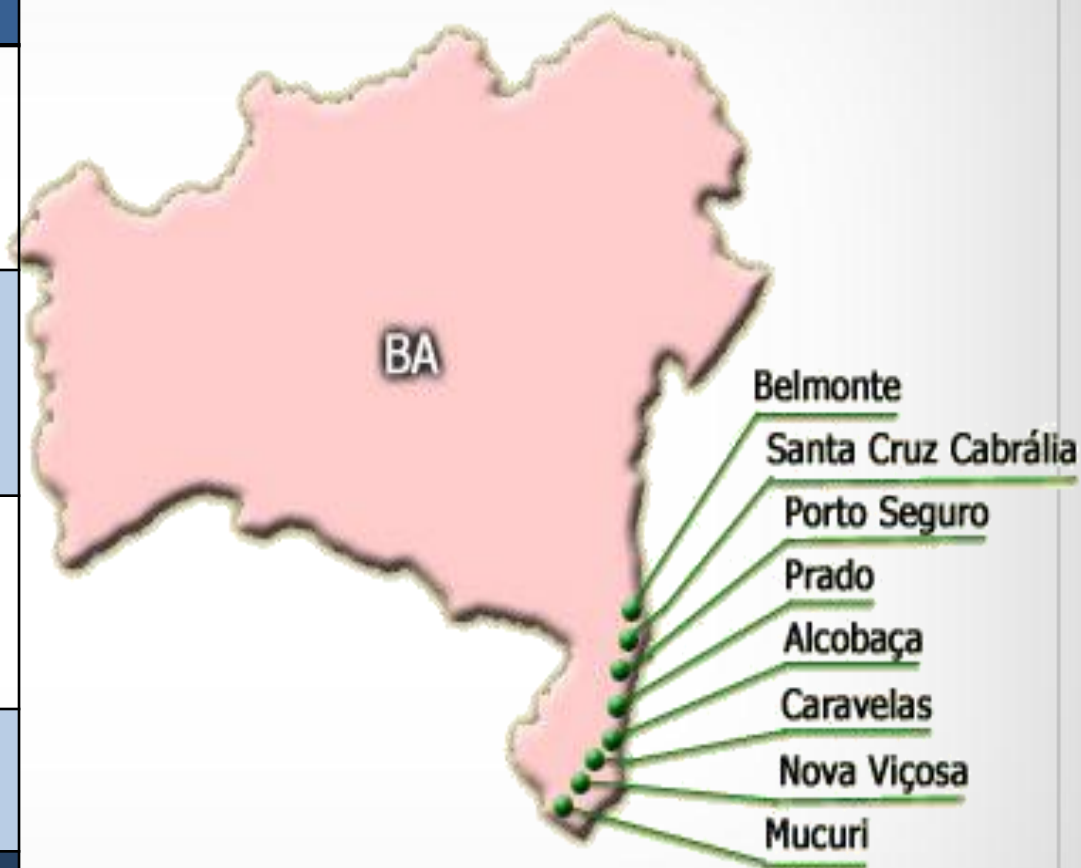 BA
Belmonte
Santa Cruz Cabrália
Porto Seguro
Prado
Alcobaça
Caravelas
Nova Viçosa
Mucuri